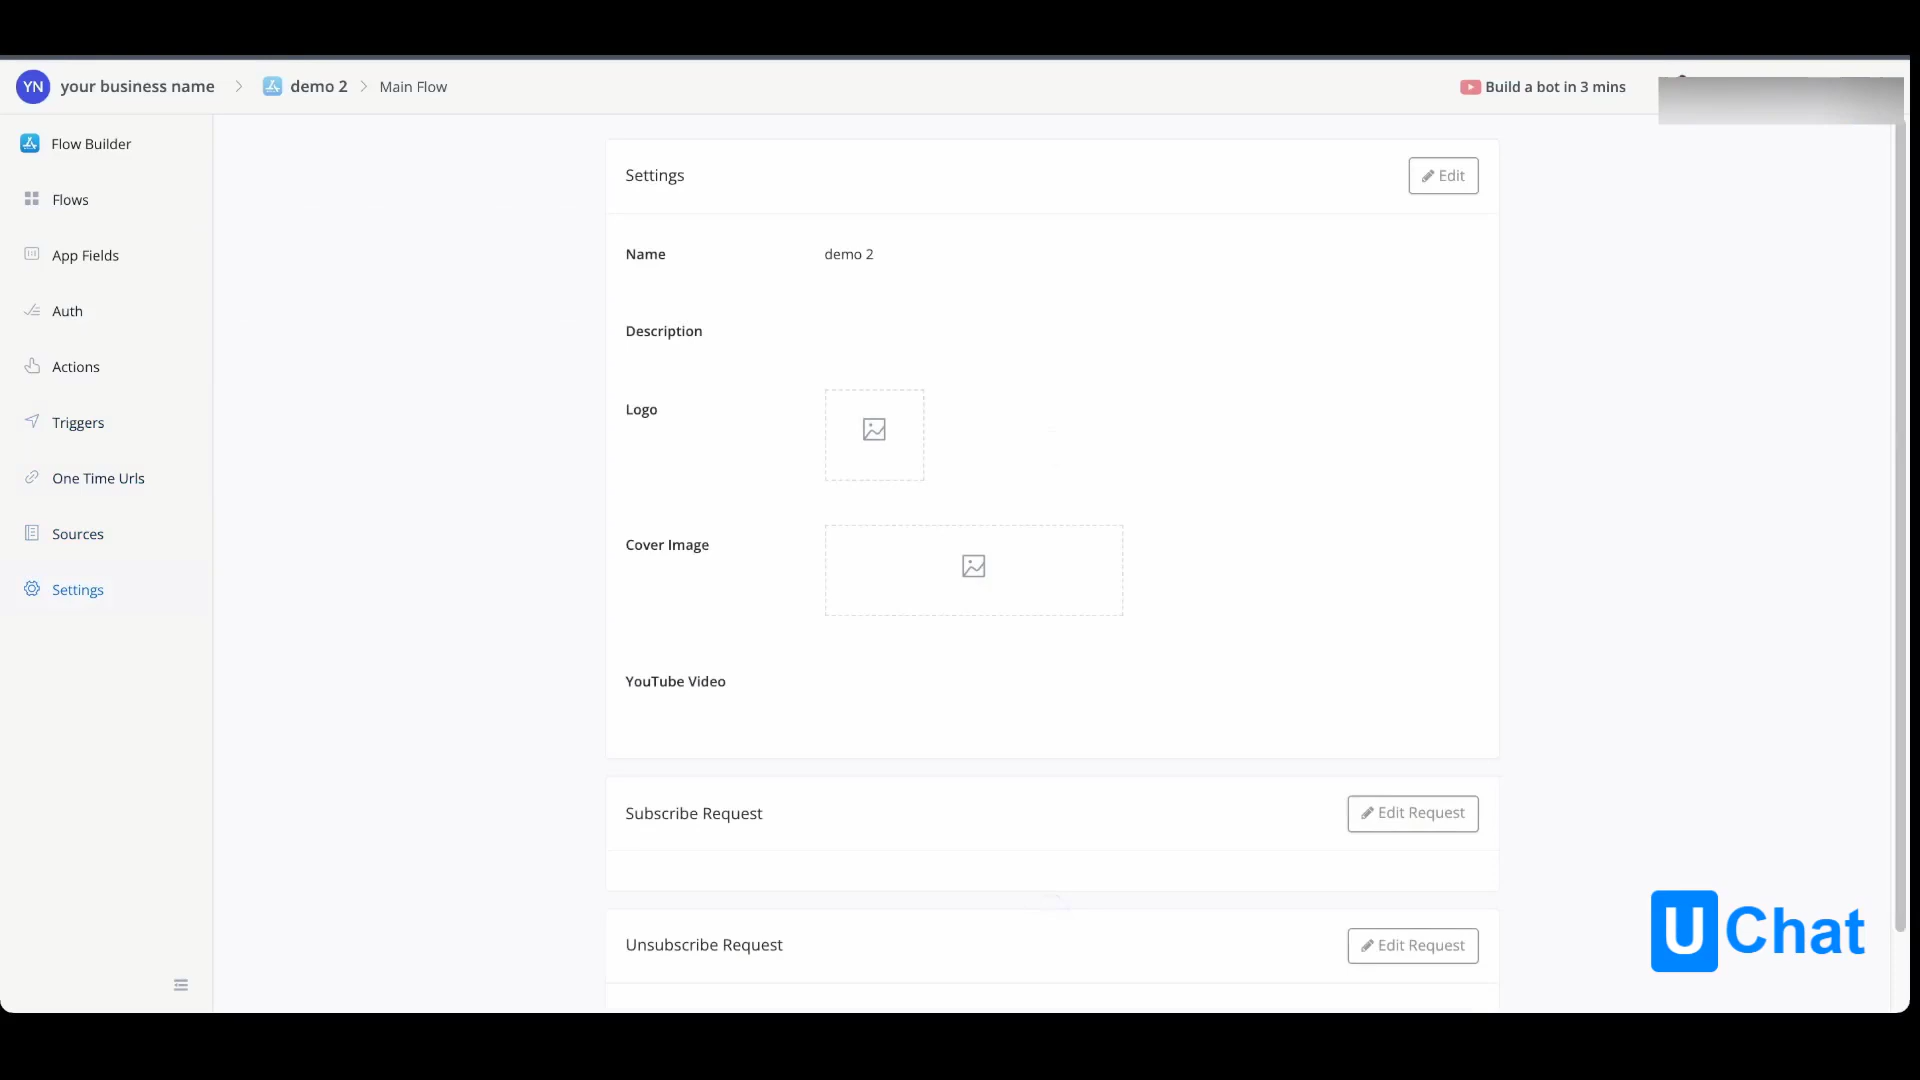 YN your business name demo 2 Main Flow Build a bot in 3 mins
Flow Builder
Flows
App Fields
Auth
Actions
Triggers
One Time Urls
Sources
Settings
Settings Edit
Name demo 2
Description
Logo
Cover Image
YouTube Video
Subscribe Request Edit Request
Unsubscribe Request Edit Request
U Chat